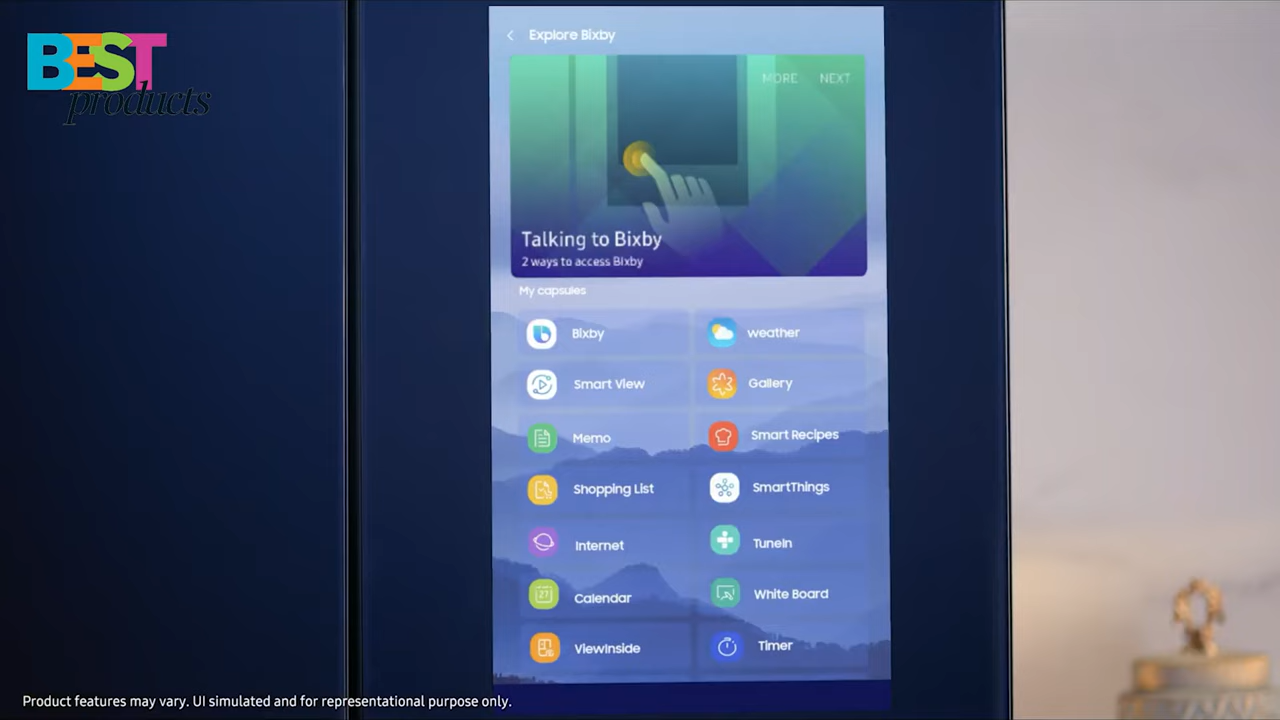 BEST
products
Explore Bixby
MORE NEXT
Talking to Bixby
2 ways to access Bixby
My capsules
Bixby
weather
Smart View
Gallery
Memo
Smart Recipes
Shopping List
SmartThings
Internet
TuneIn
27
Calendar
White Board
ViewInside
Timer
Product features may vary. UI simulated and for representational purpose only.